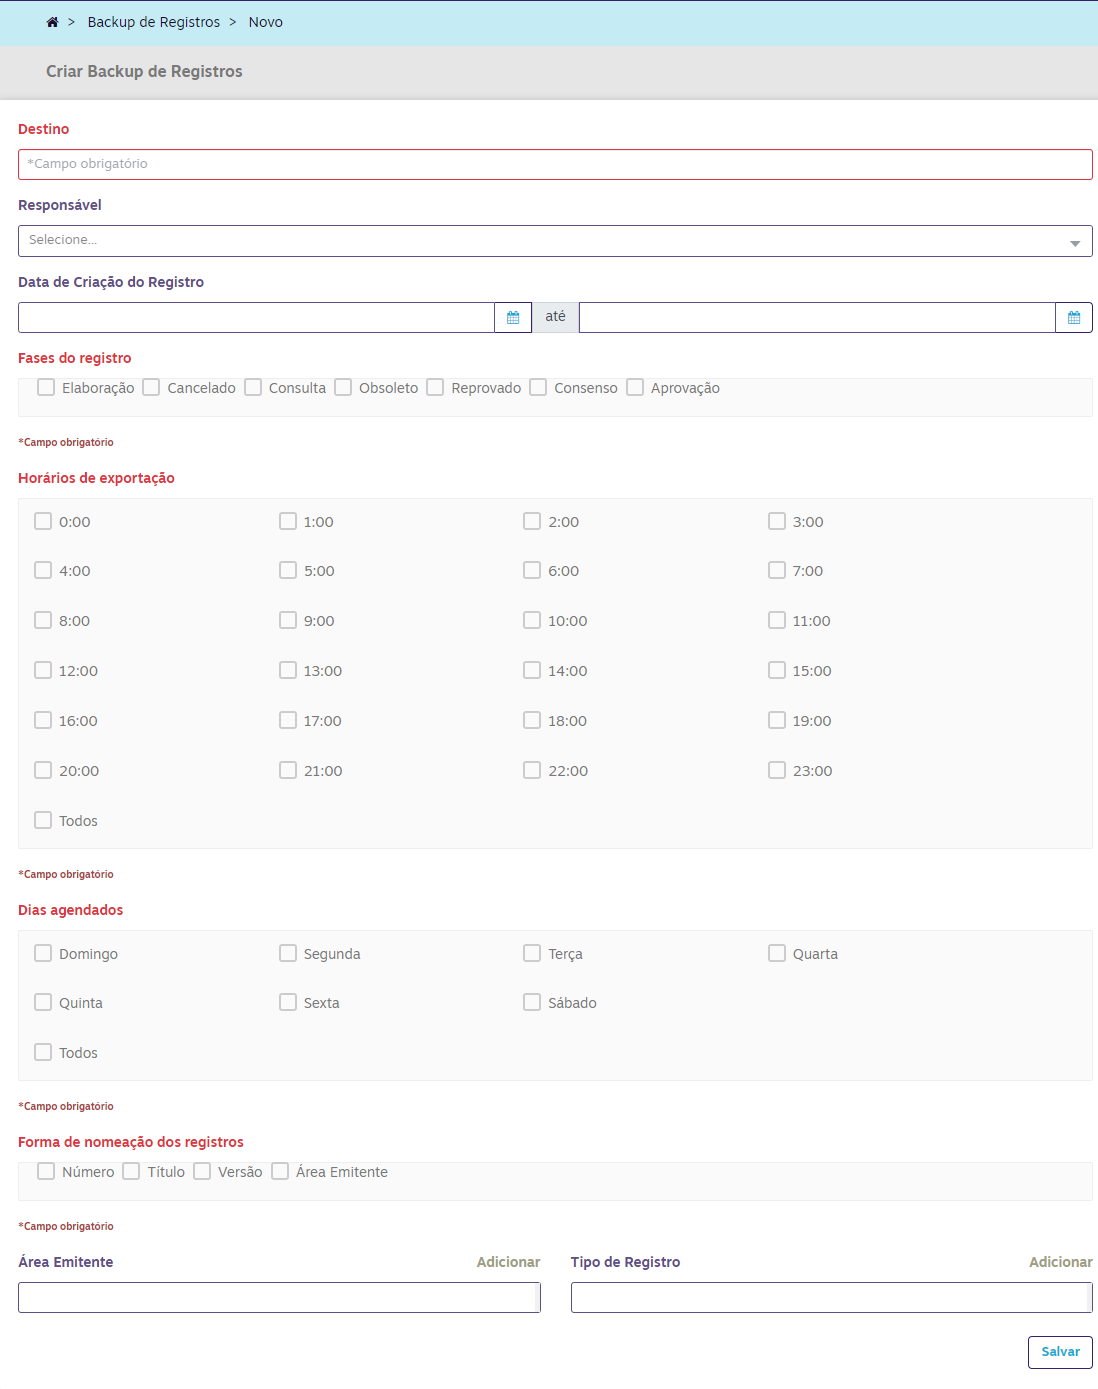 > Backup de Registros > Novo
Criar Backup de Registros
Destino
*Campo obrigatório
Responsável
Selecione...
Data de Criação do Registro
até
Fases do registro
Elaboração Cancelado Consulta Obsoleto Reprovado Consenso Aprovação
*Campo obrigatório
Horários de exportação
0:00 1:00 2:00 3:00
4:00 5:00 6:00 7:00
8:00 9:00 10:00 11:00
12:00 13:00 14:00 15:00
16:00 17:00 18:00 19:00
20:00 21:00 22:00 23:00
Todos
*Campo obrigatório
Dias agendados
Domingo Segunda Terça Quarta
Quinta Sexta Sábado
Todos
*Campo obrigatório
Forma de nomeação dos registros
Número Título Versão Área Emitente
*Campo obrigatório
Área Emitente Adicionar Tipo de Registro Adicionar
Salvar